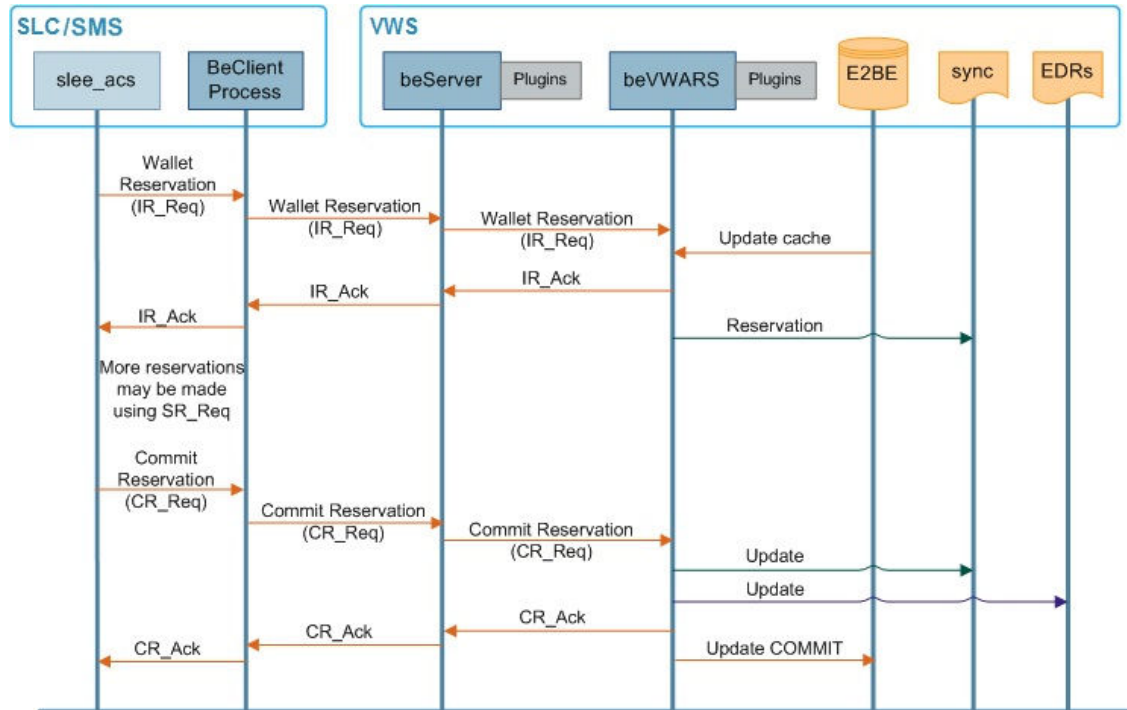 SLC/SMS
VWS
slee_acs
BeClient
Process
beServer
Plugins
beVWARS
Plugins
E2BE
sync
EDRs
Wallet
Reservation
(IR_Req)
Wallet Reservation
(IR_Req)
Wallet Reservation
(IR_Req)
Update cache
IR_Ack
IR_Ack
IR_Ack
Reservation
More reservations
may be made
using SR_Req
Commit
Reservation
(CR_Req)
Commit Reservation
(CR_Req)
Commit Reservation
(CR_Req)
Update
Update
CR_Ack
CR_Ack
CR_Ack
Update COMMIT